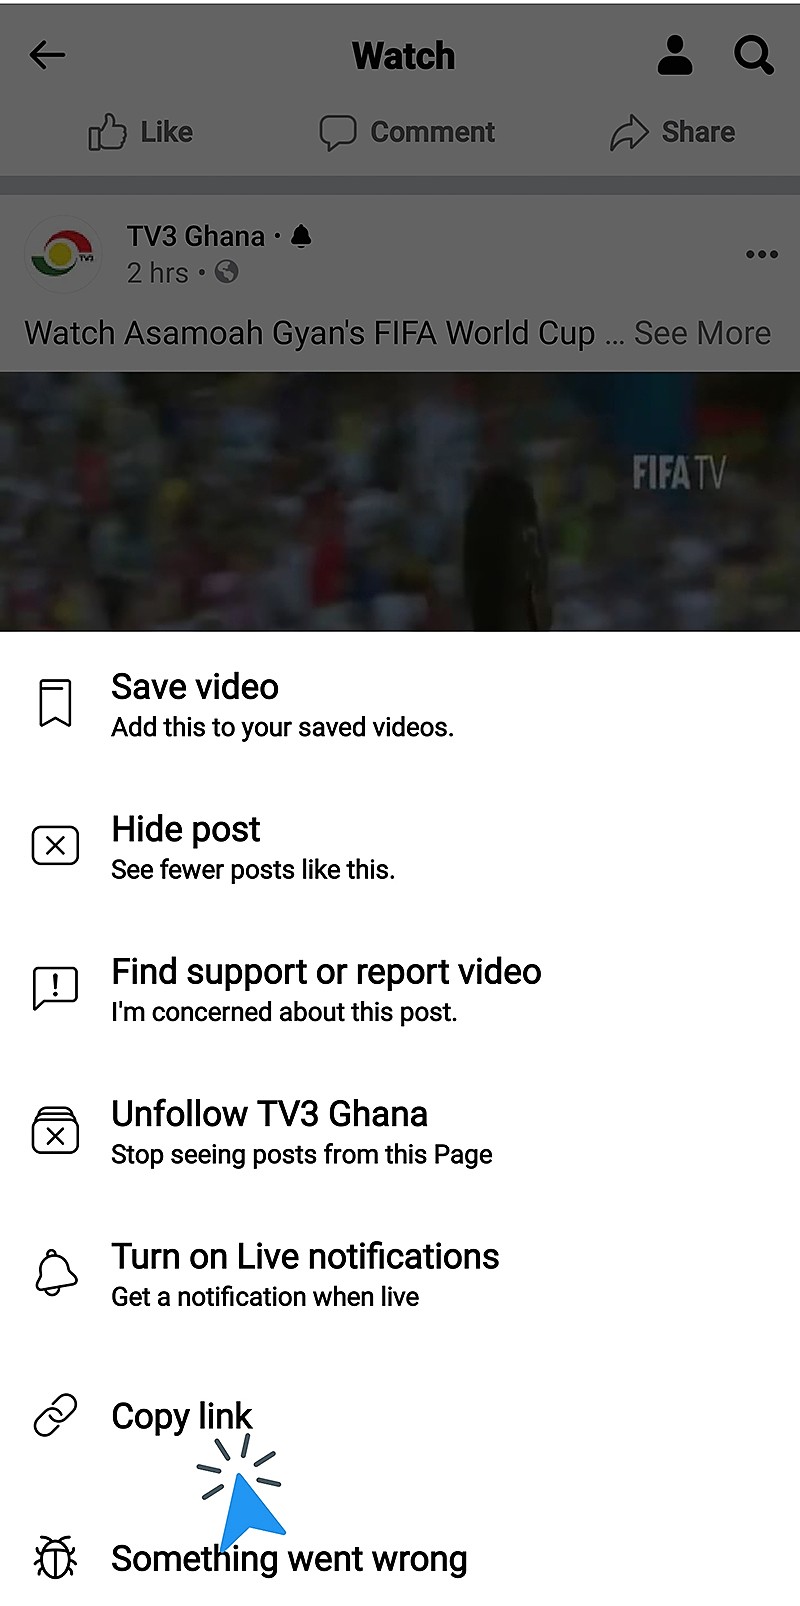 Watch
Like Comment Share
TV3 Ghana ·
2 hrs ·
Watch Asamoah Gyan's FIFA World Cup ... See More
FIFA TV
Save video
Add this to your saved videos.
Hide post
See fewer posts like this.
Find support or report video
I'm concerned about this post.
Unfollow TV3 Ghana
Stop seeing posts from this Page
Turn on Live notifications
Get a notification when live
Copy link
Something went wrong